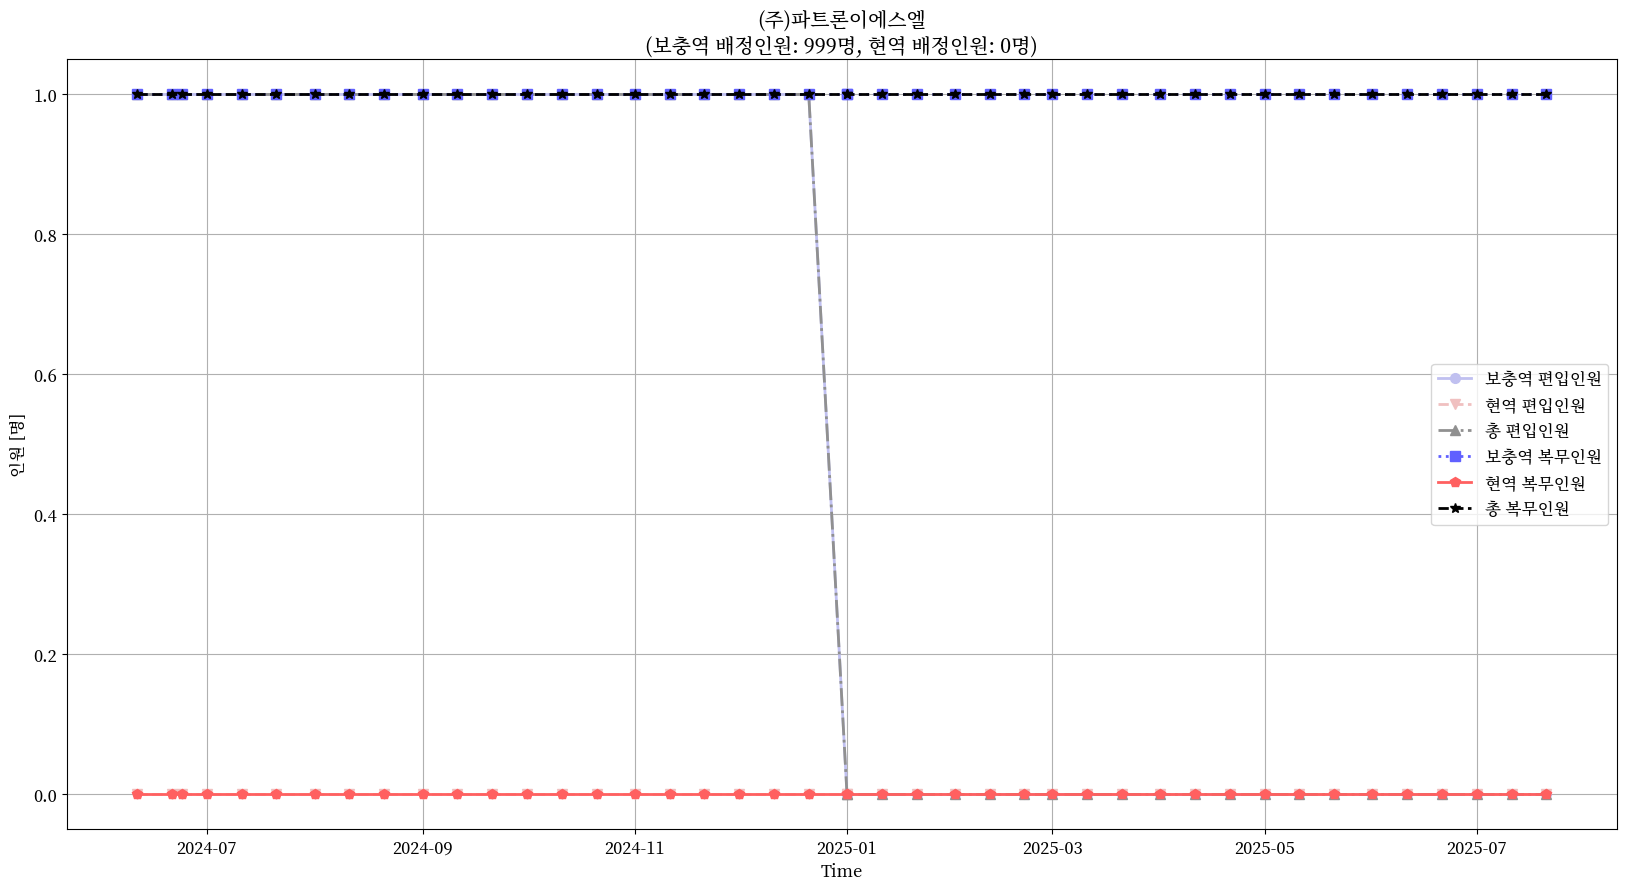 (주)파트론이에스엘
(보충역 배정인원: 999명, 현역 배정인원: 0명)
인원 [명]
1.0
0.8
0.6
0.4
0.2
0.0
보충역 편입인원
현역 편입인원
총 편입인원
보충역 복무인원
현역 복무인원
총 복무인원
2024-07 2024-09 2024-11 2025-01 2025-03 2025-05 2025-07
Time